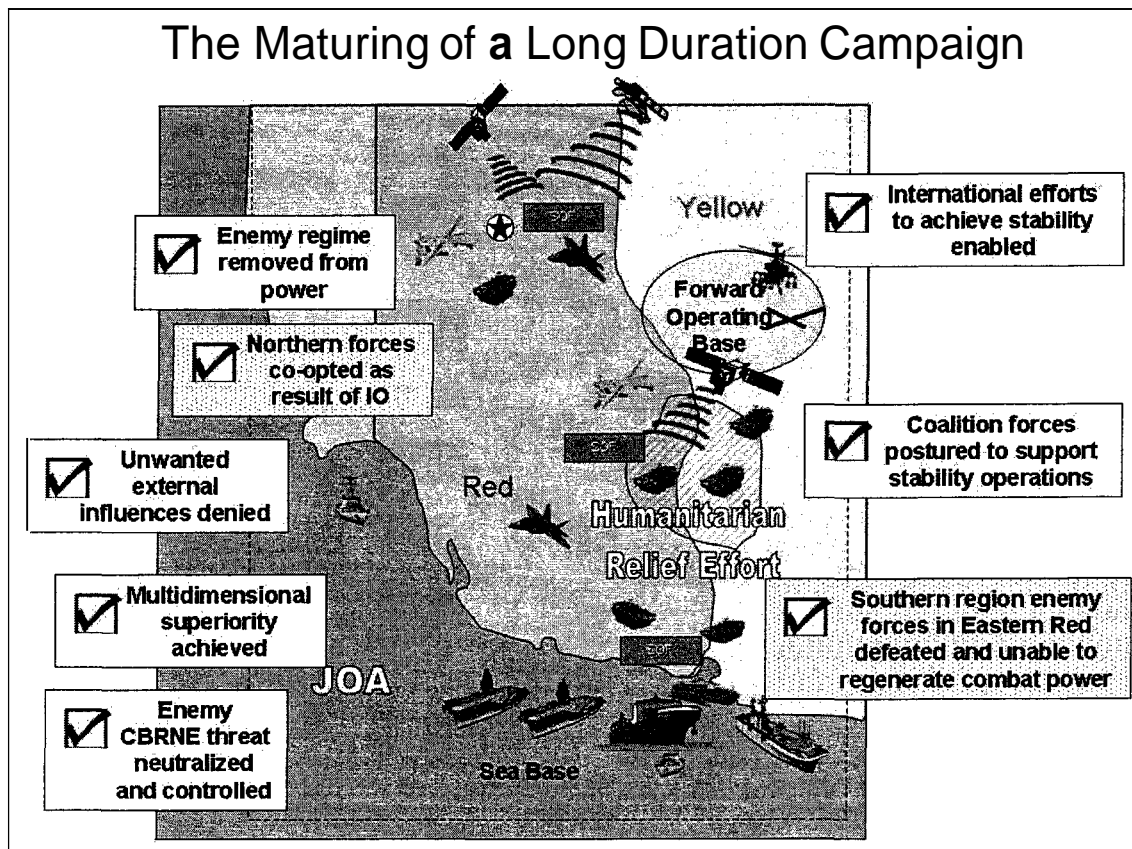 The Maturing of a Long Duration Campaign
Enemy regime
removed from
power
Northern forces
co-opted as
result of IO
Unwanted
external
influences denied
Multidimensional
superiority
achieved
Enemy
CBRNE threat
neutralized
and controlled
Yellow
Forward
Operating
Base
Red
Humanitarian
Relief Effort
JOA
Sea Base
International efforts
to achieve stability
enabled
Coalition forces
postured to support
stability operations
Southern region enemy
forces in Eastern Red
defeated and unable to
regenerate combat power